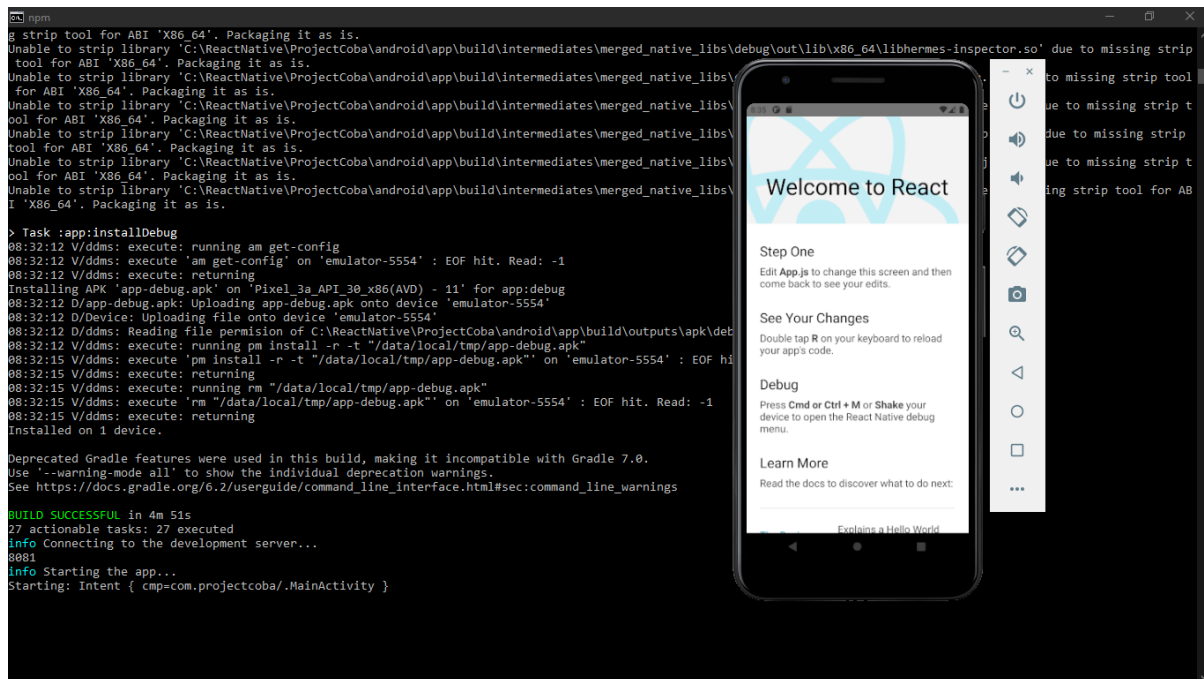 npm
g strip tool for ABI 'X86_64'. Packaging it as is.
Unable to strip library 'C:\ReactNative\ProjectCoba\android\app\build\intermediates\merged_native_libs\debug\out\lib\x86_64\libhermes-inspector.so' due to missing strip
tool for ABI 'X86_64'. Packaging it as is.
Unable to strip library 'C:\ReactNative\ProjectCoba\android\app\build\intermediates\merged_native_libs\ to missing strip tool
for ABI 'X86_64'. Packaging it as is.
Unable to strip library 'C:\ReactNative\ProjectCoba\android\app\build\intermediates\merged_native_libs\ ue to missing strip t
ool for ABI 'X86_64'. Packaging it as is.
Unable to strip library 'C:\ReactNative\ProjectCoba\android\app\build\intermediates\merged_native_libs\ due to missing strip
tool for ABI 'X86_64'. Packaging it as is.
Unable to strip library 'C:\ReactNative\ProjectCoba\android\app\build\intermediates\merged_native_libs\ ue to missing strip t
ool for ABI 'X86_64'. Packaging it as is.
Unable to strip library 'C:\ReactNative\ProjectCoba\android\app\build\intermediates\merged_native_libs\ ing strip tool for AB
I 'X86_64'. Packaging it as is.
> Task :app:installDebug
08:32:12 V/ddms: execute: running am get-config
08:32:12 V/ddms: execute 'am get-config' on 'emulator-5554' : EOF hit. Read: -1
08:32:12 V/ddms: execute: returning
Installing APK 'app-debug.apk' on 'Pixel_3a_API_30_x86(AVD) - 11' for app:debug
08:32:12 D/app-debug.apk: Uploading app-debug.apk onto device 'emulator-5554'
08:32:12 D/Device: Uploading file onto device 'emulator-5554'
08:32:12 D/ddms: Reading file permision of C:\ReactNative\ProjectCoba\android\app\build\outputs\apk\deb
08:32:12 V/ddms: execute: running pm install -r -t "/data/local/tmp/app-debug.apk"
08:32:15 V/ddms: execute 'pm install -r -t "/data/local/tmp/app-debug.apk"' on 'emulator-5554' : EOF hi
08:32:15 V/ddms: execute: returning
08:32:15 V/ddms: execute: running rm "/data/local/tmp/app-debug.apk"
08:32:15 V/ddms: execute 'rm "/data/local/tmp/app-debug.apk"' on 'emulator-5554' : EOF hit. Read: -1
08:32:15 V/ddms: execute: returning
Installed on 1 device.
Deprecated Gradle features were used in this build, making it incompatible with Gradle 7.0.
Use '--warning-mode all' to show the individual deprecation warnings.
See https://docs.gradle.org/6.2/userguide/command_line_interface.html#sec:command_line_warnings
BUILD SUCCESSFUL in 4m 51s
27 actionable tasks: 27 executed
info Connecting to the development server...
8081
info Starting the app...
Starting: Intent { cmp=com.projectcoba/.MainActivity }
8:35
Welcome to React
Step One
Edit App.js to change this screen and then
come back to see your edits.
See Your Changes
Double tap R on your keyboard to reload
your app's code.
Debug
Press Cmd or Ctrl + M or Shake your
device to open the React Native debug
menu.
Learn More
Read the docs to discover what to do next:
Explains a Hello World